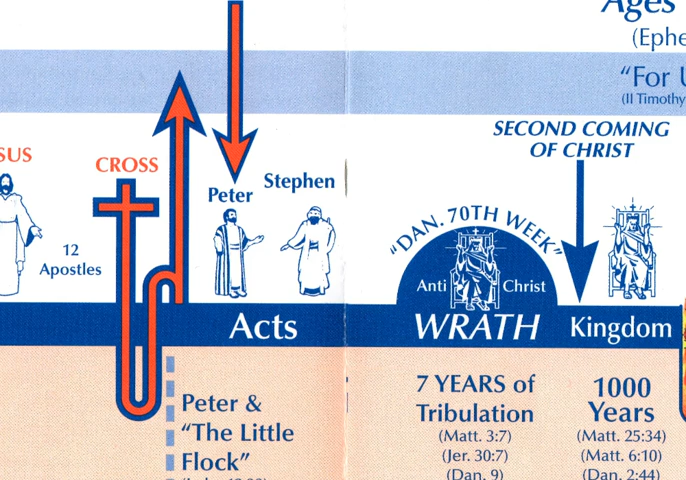 Ages
(Ephe
"For U
(II Timothy
SECOND COMING
OF CHRIST
SUS
CROSS
Peter
Stephen
12
Apostles
"DAN. 70TH WEEK"
Anti Christ
Acts
WRATH
Kingdom
Peter &
"The Little
Flock"
7 YEARS of
Tribulation
(Matt. 3:7)
(Jer. 30:7)
(Dan. 9)
1000
Years
(Matt. 25:34)
(Matt. 6:10)
(Dan. 2:44)